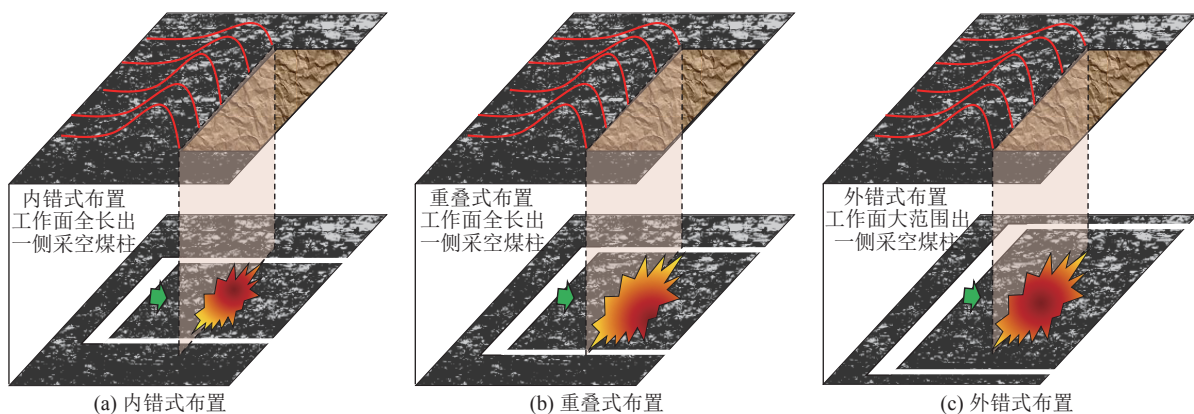 内错式布置
工作面全长出
一侧采空煤柱
(a) 内错式布置
重叠式布置
工作面全长出
一侧采空煤柱
(b) 重叠式布置
外错式布置
工作面大范围出
一侧采空煤柱
(c) 外错式布置